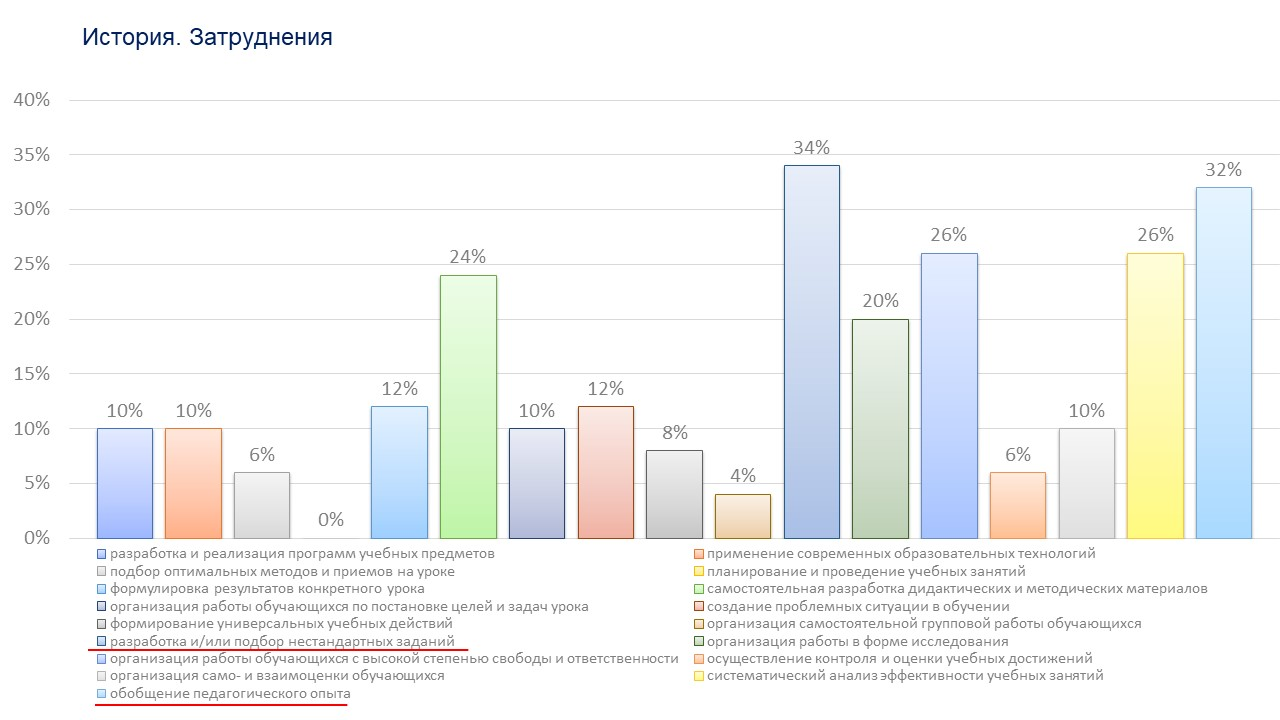 История. Затруднения
40%
35%
30%
25%
20%
15%
10%
5%
0%
10%
10%
6%
0%
12%
24%
10%
12%
8%
4%
34%
20%
26%
6%
10%
26%
32%
разработка и реализация программ учебных предметов
применение современных образовательных технологий
подбор оптимальных методов и приемов на уроке
планирование и проведение учебных занятий
формулировка результатов конкретного урока
самостоятельная разработка дидактических и методических материалов
организация работы обучающихся по постановке целей и задач урока
создание проблемных ситуации в обучении
формирование универсальных учебных действий
организация самостоятельной групповой работы обучающихся
разработка и/или подбор нестандартных заданий
организация работы в форме исследования
организация работы обучающихся с высокой степенью свободы и ответственности
осуществление контроля и оценки учебных достижений
организация само- и взаимоценки обучающихся
систематический анализ эффективности учебных занятий
обобщение педагогического опыта